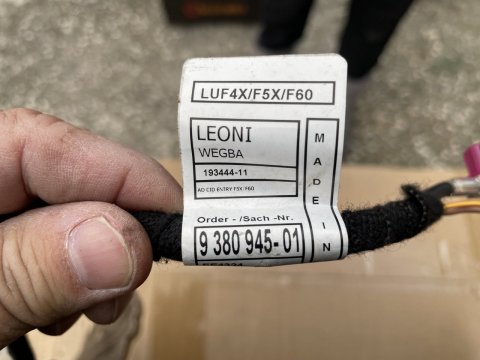 LUF4X/F5X/F60
LEONI
WEGBA
193444-11
AD CID ENTRY F5X- F60
Order - /Sach -Nr.
9 380 945-01
MADE IN